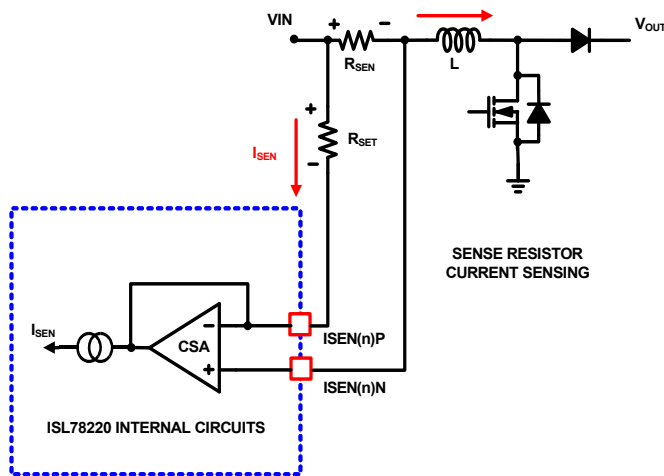 VIN
+ -
RSEN
L
VOUT
+
-
RSET
ISEN
SENSE RESISTOR
CURRENT SENSING
ISEN
CSA
-
+
ISEN(n)P
ISEN(n)N
ISL78220 INTERNAL CIRCUITS